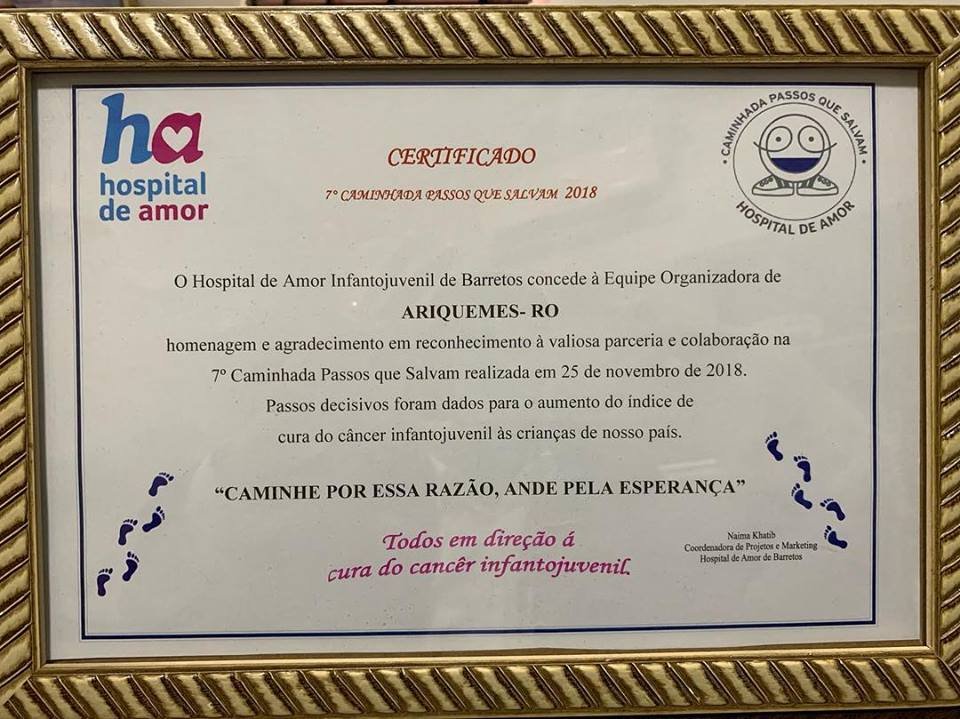 ha
hospital
de amor
CERTIFICADO
7º CAMINHADA PASSOS QUE SALVAM 2018
• CAMINHADA PASSOS QUE SALVAM •
HOSPITAL DE AMOR
O Hospital de Amor Infantojuvenil de Barretos concede à Equipe Organizadora de
ARIQUEMES- RO
homenagem e agradecimento em reconhecimento à valiosa parceria e colaboração na
7º Caminhada Passos que Salvam realizada em 25 de novembro de 2018.
Passos decisivos foram dados para o aumento do índice de
cura do câncer infantojuvenil às crianças de nosso país.
“CAMINHE POR ESSA RAZÃO, ANDE PELA ESPERANÇA”
Todos em direção á
cura do cancêr infantojuvenil.
Naima Khatib
Coordenadora de Projetos e Marketing
Hospital de Amor de Barretos